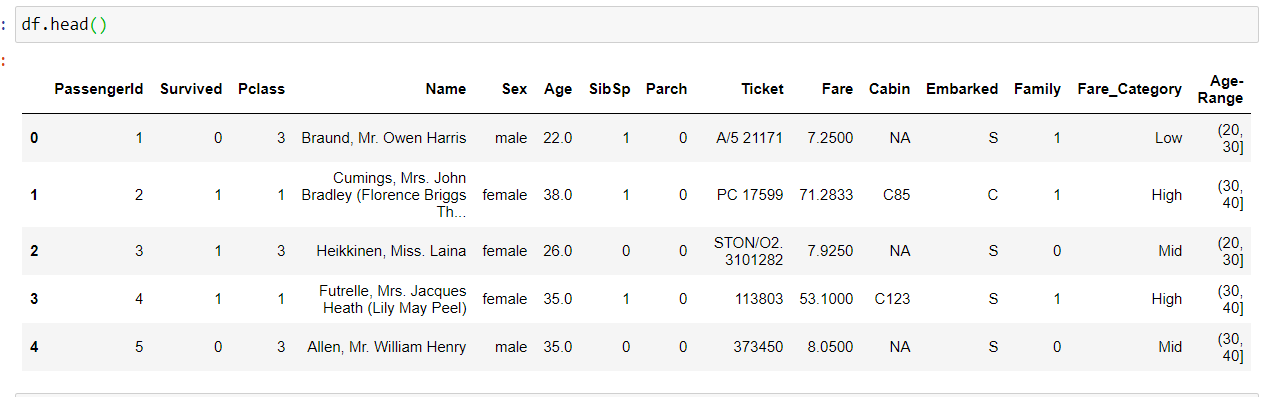 : df.head()
:
PassengerId Survived Pclass Name Sex Age SibSp Parch Ticket Fare Cabin Embarked Family Fare_Category Age-
Range
0 1 0 3 Braund, Mr. Owen Harris male 22.0 1 0 A/5 21171 7.2500 NA S 1 Low (20,
30]
Cumings, Mrs. John
1 2 1 1 Bradley (Florence Briggs female 38.0 1 0 PC 17599 71.2833 C85 C 1 High (30,
40]
Th...
2 3 1 3 Heikkinen, Miss. Laina female 26.0 0 0 STON/O2.
3101282 7.9250 NA S 0 Mid (20,
30]
3 4 1 1 Futrelle, Mrs. Jacques
Heath (Lily May Peel) female 35.0 1 0 113803 53.1000 C123 S 1 High (30,
40]
4 5 0 3 Allen, Mr. William Henry male 35.0 0 0 373450 8.0500 NA S 0 Mid (30,
40]